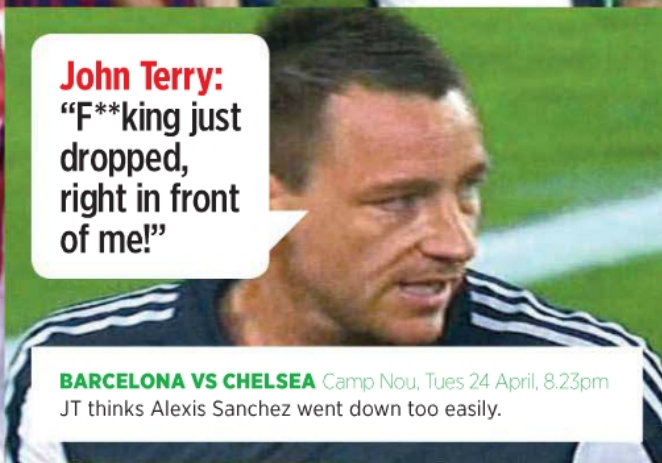 John Terry:
“F**king just
dropped,
right in front
of me!”
BARCELONA VS CHELSEA Camp Nou, Tues 24 April, 8.23pm
JT thinks Alexis Sanchez went down too easily.